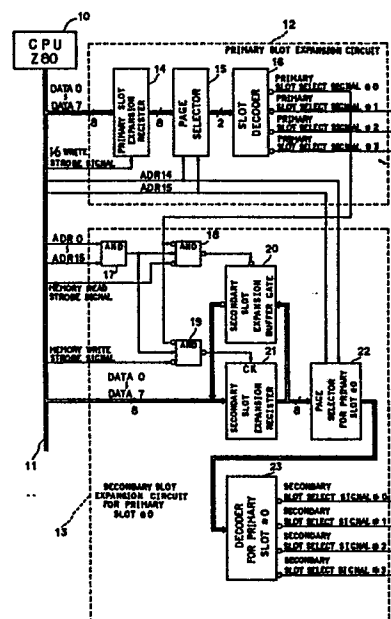 10
CPU
Z80
12
PRIMARY SLOT EXPANSION CIRCUIT
DATA 0
DATA 7
8
14
PRIMARY SLOT
EXPANSION
REGISTER
8
15
PAGE
SELECTOR
2
16
SLOT
DECODER
PRIMARY
SLOT SELECT SIGNAL #0
PRIMARY
SLOT SELECT SIGNAL #1
PRIMARY
SLOT SELECT SIGNAL #2
PRIMARY
SLOT SELECT SIGNAL #3
WRITE
STROBE SIGNAL
ADR14
ADR15
ADR 0
ADR15
AND
17
AND
18
MEMORY READ
STROBE SIGNAL
20
SECONDARY
SLOT
EXPANSION
BUFFER GATE
AND
19
MEMORY WRITE
STROBE SIGNAL
DATA 0
DATA 7
8
21
CK
SECONDARY
SLOT
EXPANSION
REGISTER
8
22
PAGE
SELECTOR
FOR PRIMARY
SLOT #0
11
13
SECONDARY SLOT
EXPANSION CIRCUIT
FOR PRIMARY
SLOT #0
23
DECODER
FOR PRIMARY
SLOT #0
SECONDARY
SLOT SELECT SIGNAL #0
SECONDARY
SLOT SELECT SIGNAL #1
SECONDARY
SLOT SELECT SIGNAL #2
SECONDARY
SLOT SELECT SIGNAL #3